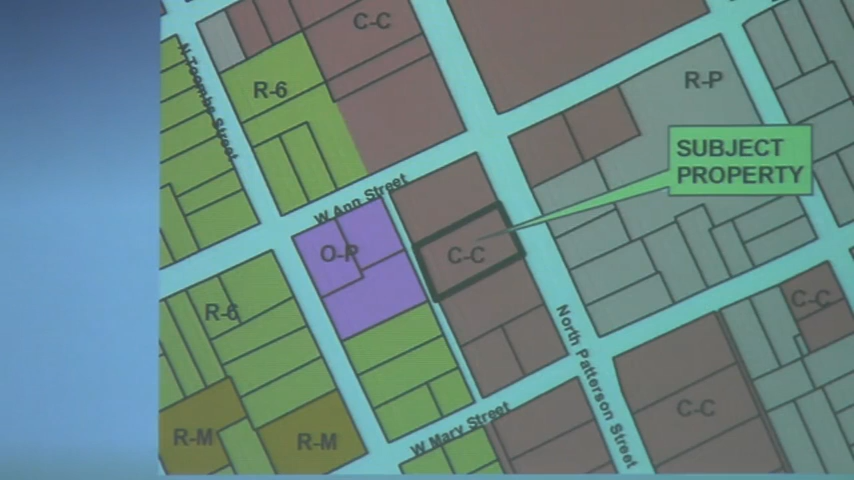 C-C
R-6
R-P
N Toombs Street
SUBJECT
PROPERTY
W Ann Street
O-P
C-C
R-6
C-C
North Patterson Street
C-C
R-M
R-M
W Mary Street